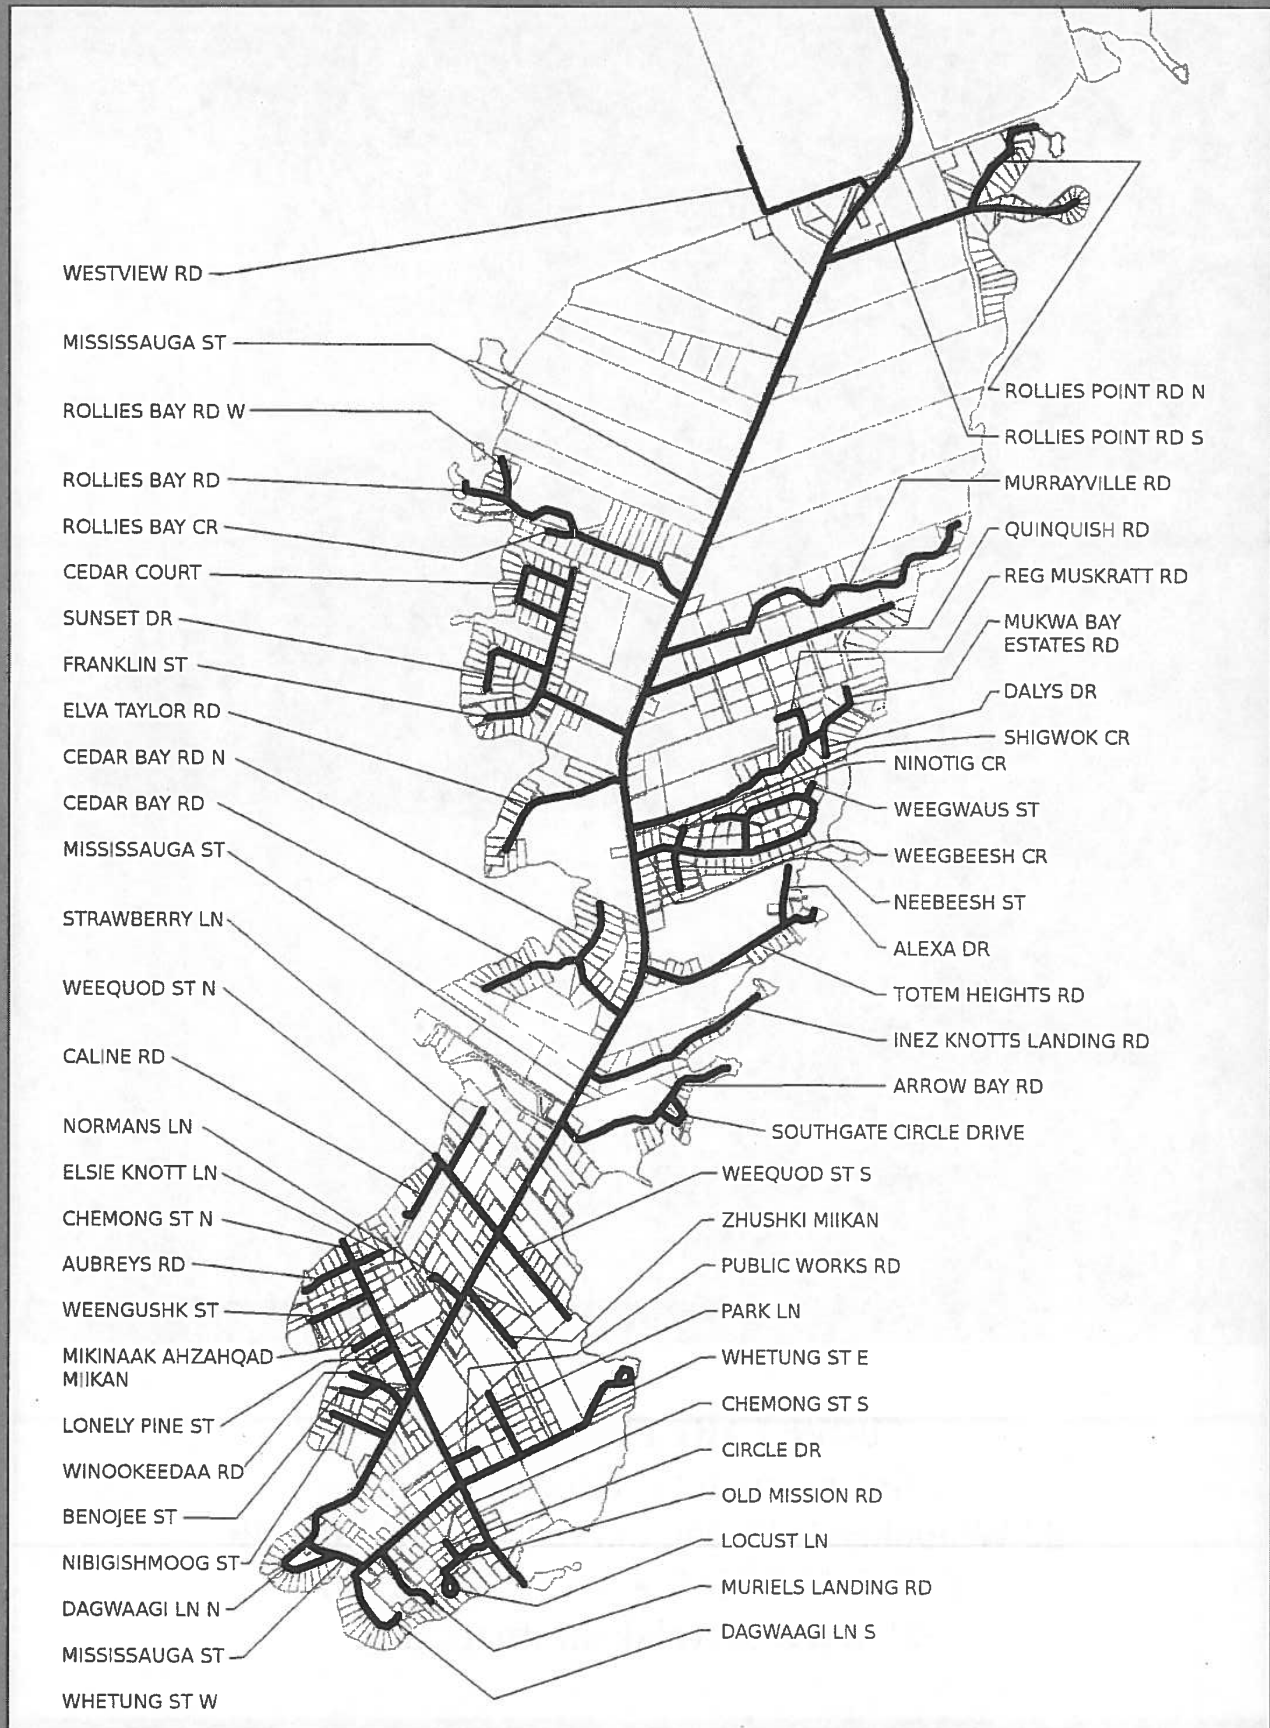 WESTVIEW RD
MISSISSAUGA ST
ROLLIES BAY RD W
ROLLIES BAY RD
ROLLIES BAY CR
CEDAR COURT
SUNSET DR
FRANKLIN ST
ELVA TAYLOR RD
CEDAR BAY RD N
CEDAR BAY RD
MISSISSAUGA ST
STRAWBERRY LN
WEEQUOD ST N
CALINE RD
NORMANS LN
ELSIE KNOTT LN
CHEMONG ST N
AUBREYS RD
WEENGUSHK ST
MIKINAAK AHZAHQAD
MIIKAN
LONELY PINE ST
WINOOKEEDAA RD
BENOJEE ST
NIBIGISHMOOG ST
DAGWAAGI LN N
MISSISSAUGA ST
WHETUNG ST W
ROLLIES POINT RD N
ROLLIES POINT RD S
MURRAYVILLE RD
QUINQUISH RD
REG MUSKRATT RD
MUKWA BAY
ESTATES RD
DALYS DR
SHIGWOK CR
NINOTIG CR
WEEGWAUS ST
WEEGBEESH CR
NEEBEESH ST
ALEXA DR
TOTEM HEIGHTS RD
INEZ KNOTTS LANDING RD
ARROW BAY RD
SOUTHGATE CIRCLE DRIVE
WEEQUOD ST S
ZHUSHKI MIIKAN
PUBLIC WORKS RD
PARK LN
WHETUNG ST E
CHEMONG ST S
CIRCLE DR
OLD MISSION RD
LOCUST LN
MURIELS LANDING RD
DAGWAAGI LN S